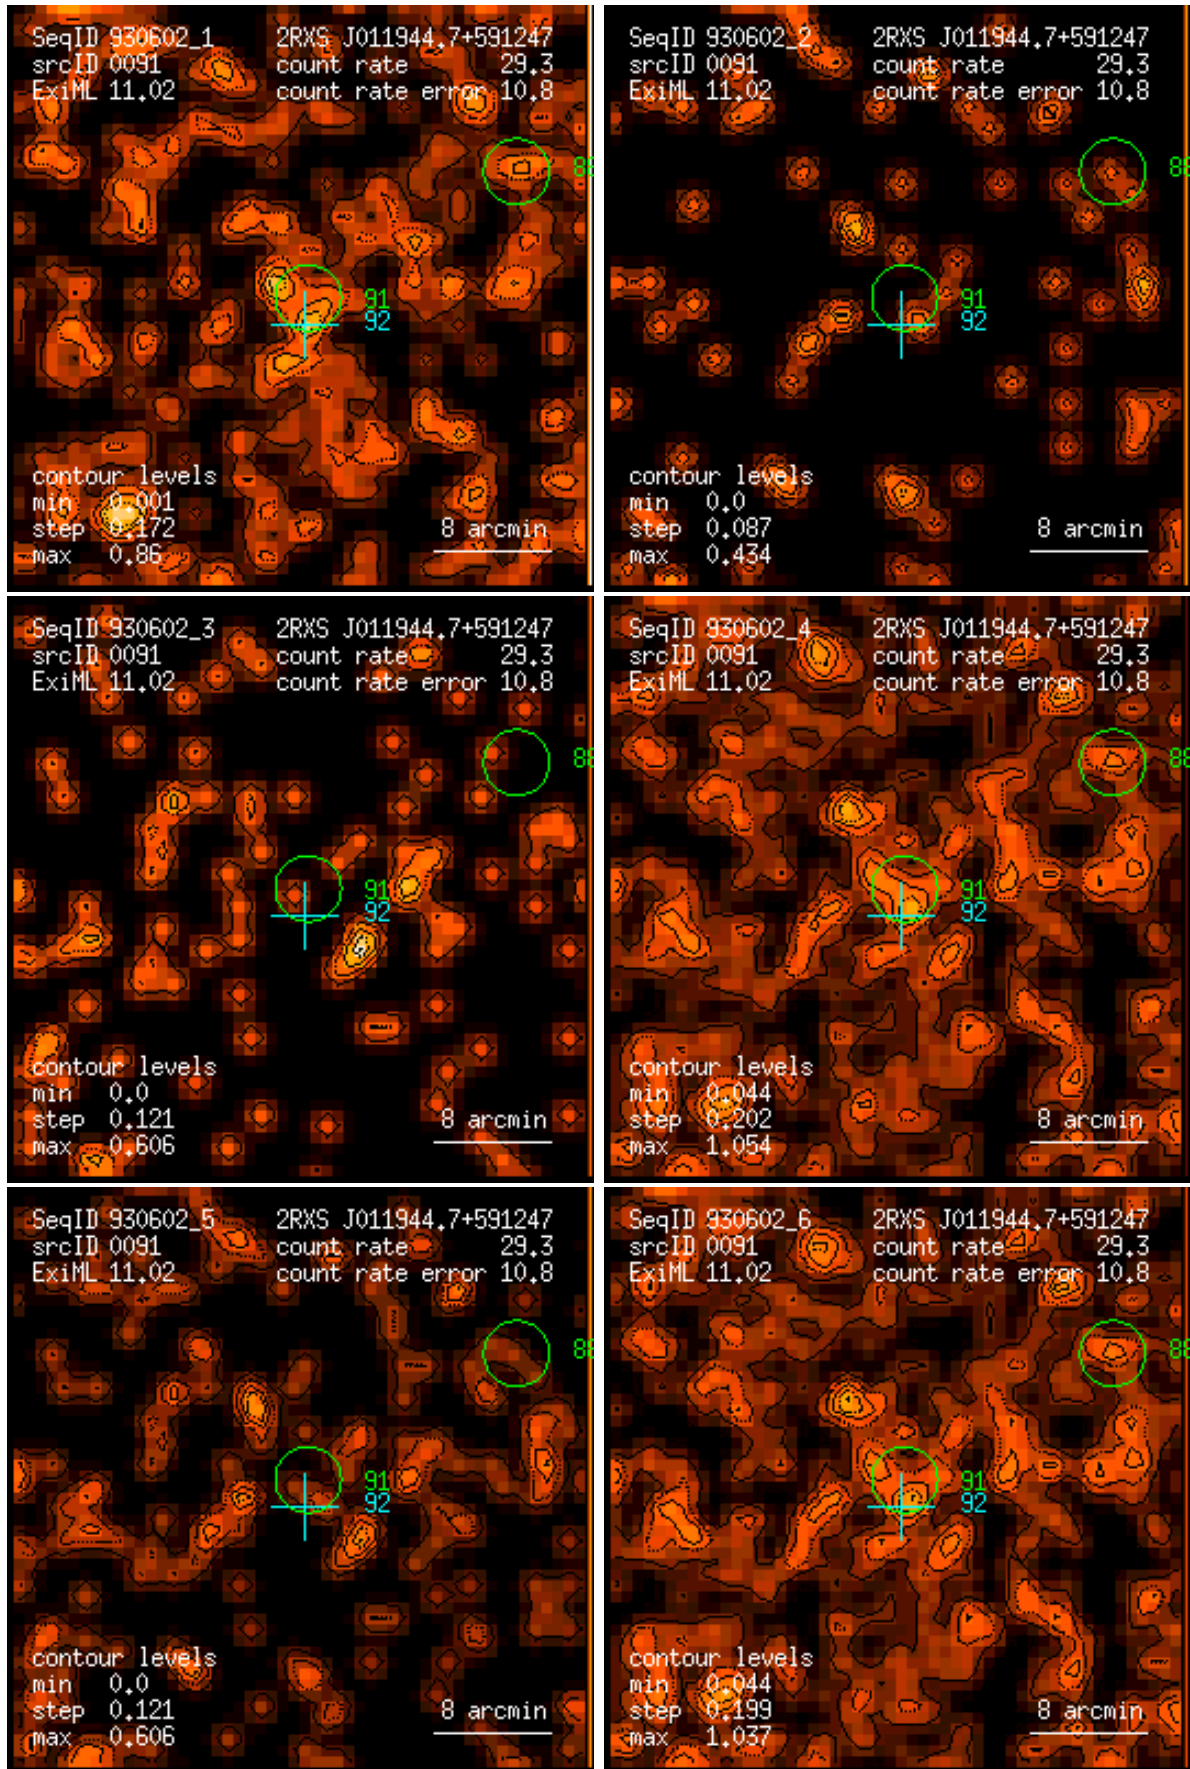 SeqID 930602_1 2RXS J011944.7+591247
srcID 0091 count rate 29.3
ExiML 11.02 count rate error 10.8
88
91
92
contour levels
min 0.001
step 0.172
max 0.86
8 arcmin
SeqID 930602_2 2RXS J011944.7+591247
srcID 0091 count rate 29.3
ExiML 11.02 count rate error 10.8
88
91
92
contour levels
min 0.0
step 0.087
max 0.434
8 arcmin
SeqID 930602_3 2RXS J011944.7+591247
srcID 0091 count rate 29.3
ExiML 11.02 count rate error 10.8
88
91
92
contour levels
min 0.0
step 0.121
max 0.606
8 arcmin
SeqID 930602_4 2RXS J011944.7+591247
srcID 0091 count rate 29.3
ExiML 11.02 count rate error 10.8
88
91
92
contour levels
min 0.044
step 0.202
max 1.054
8 arcmin
SeqID 930602_5 2RXS J011944.7+591247
srcID 0091 count rate 29.3
ExiML 11.02 count rate error 10.8
88
91
92
contour levels
min 0.0
step 0.121
max 0.606
8 arcmin
SeqID 930602_6 2RXS J011944.7+591247
srcID 0091 count rate 29.3
ExiML 11.02 count rate error 10.8
88
91
92
contour levels
min 0.044
step 0.199
max 1.037
8 arcmin